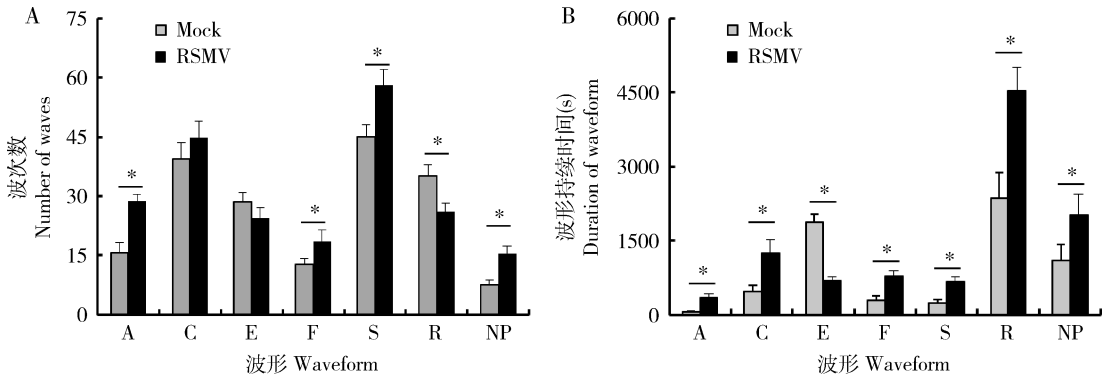 A
75
60
45
30
15
0
波次数
Number of waves
Mock
RSMV
*
*
*
*
*
A C E F S R NP
波形 Waveform
B
6000
4500
3000
1500
0
波形持续时间(s)
Duration of waveform
Mock
RSMV
*
*
*
*
*
*
*
A C E F S R NP
波形 Waveform